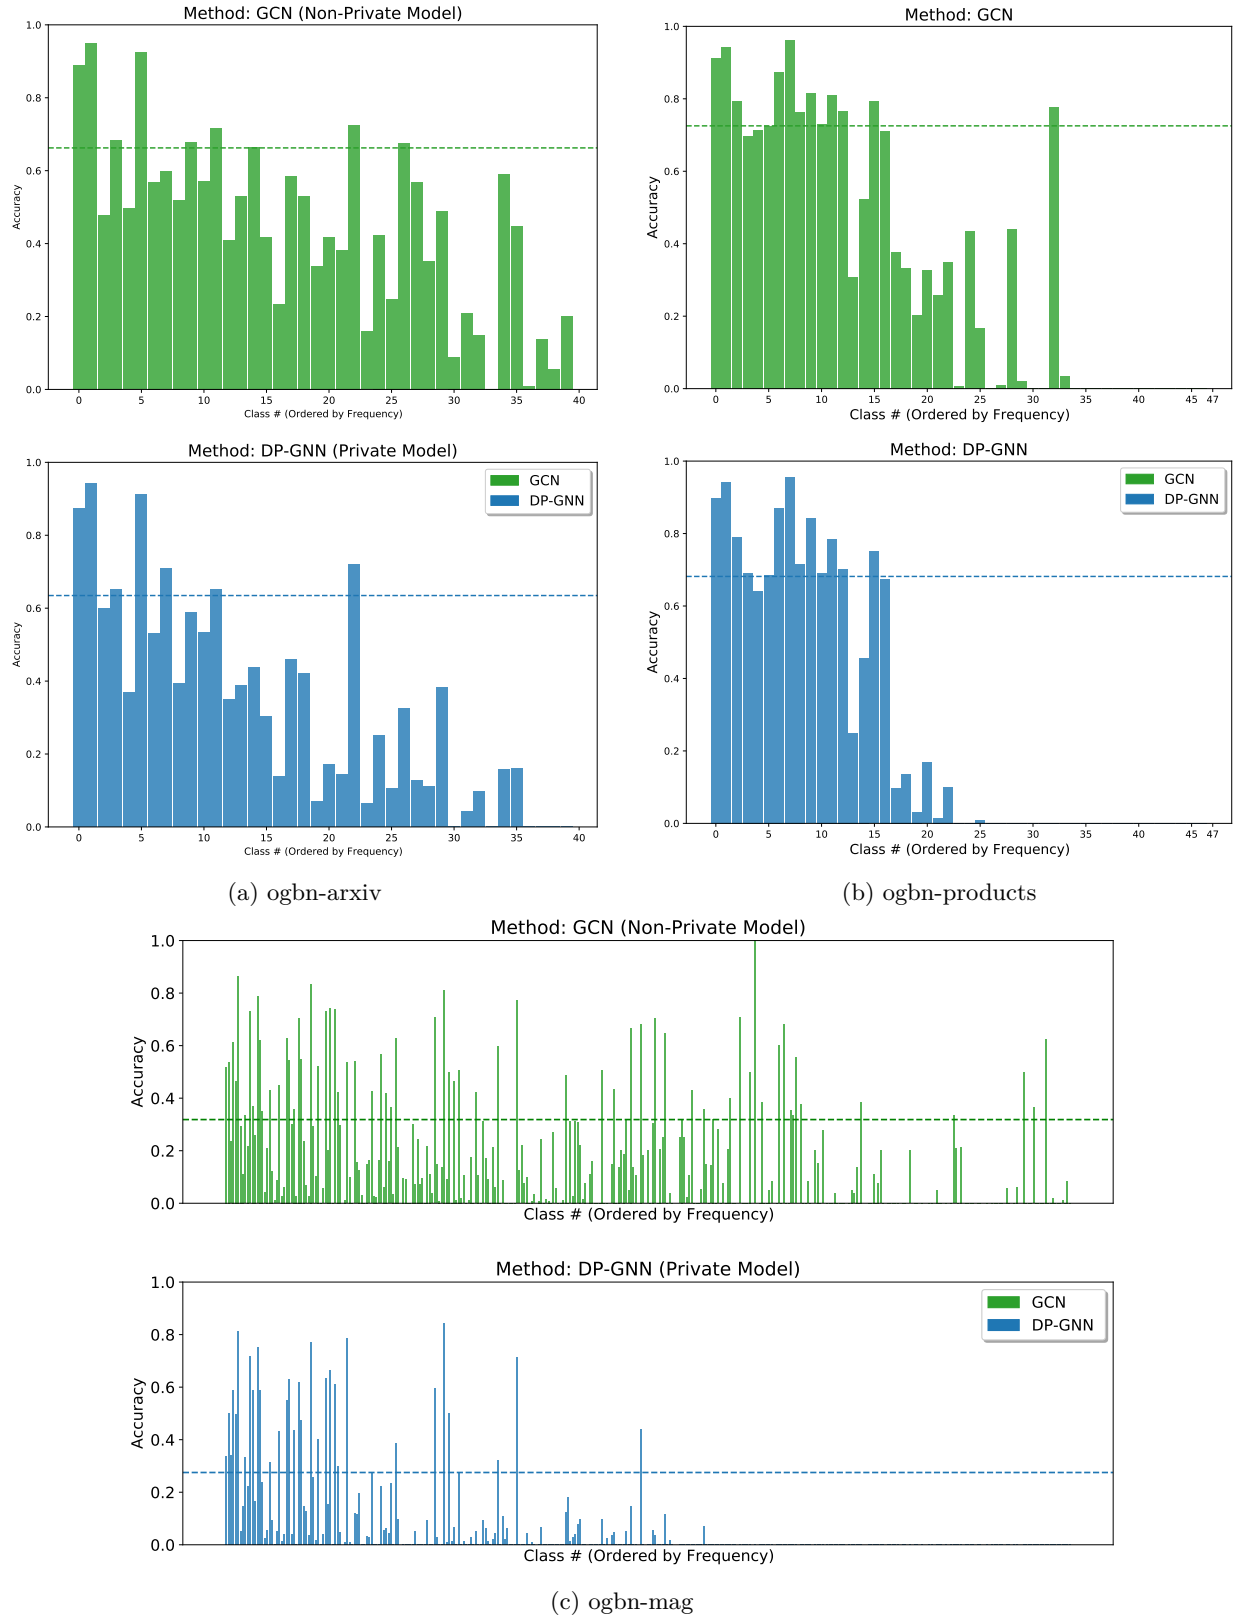 Method: GCN (Non-Private Model)
1.0
0.8
0.6
0.4
0.2
0.0
Accuracy
0 5 10 15 20 25 30 35 40
Class # (Ordered by Frequency)
Method: GCN
1.0
0.8
0.6
0.4
0.2
0.0
Accuracy
0 5 10 15 20 25 30 35 40 45 47
Class # (Ordered by Frequency)
Method: DP-GNN (Private Model)
GCN
DP-GNN
1.0
0.8
0.6
0.4
0.2
0.0
Accuracy
0 5 10 15 20 25 30 35 40
Class # (Ordered by Frequency)
Method: DP-GNN
GCN
DP-GNN
1.0
0.8
0.6
0.4
0.2
0.0
Accuracy
0 5 10 15 20 25 30 35 40 45 47
Class # (Ordered by Frequency)
(a) ogbn-arxiv
(b) ogbn-products
Method: GCN (Non-Private Model)
1.0
0.8
0.6
0.4
0.2
0.0
Accuracy
Class # (Ordered by Frequency)
Method: DP-GNN (Private Model)
GCN
DP-GNN
1.0
0.8
0.6
0.4
0.2
0.0
Accuracy
Class # (Ordered by Frequency)
(c) ogbn-mag